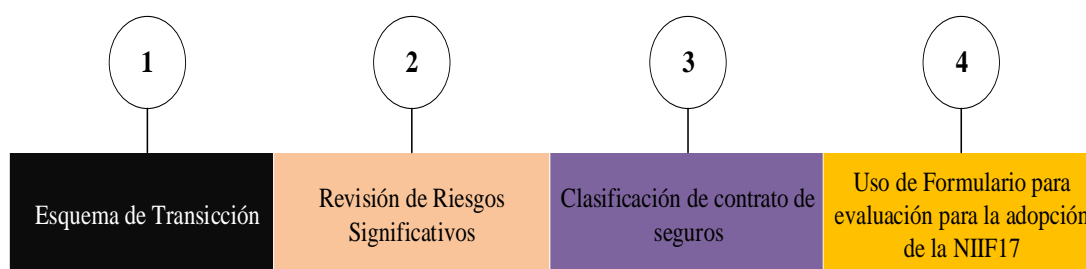 1
2
3
4
Esquema de Transicción
Revisión de Riesgos
Significativos
Clasificación de contrato de
seguros
Uso de Formulario para
evaluación para la adopción
de la NIIF17